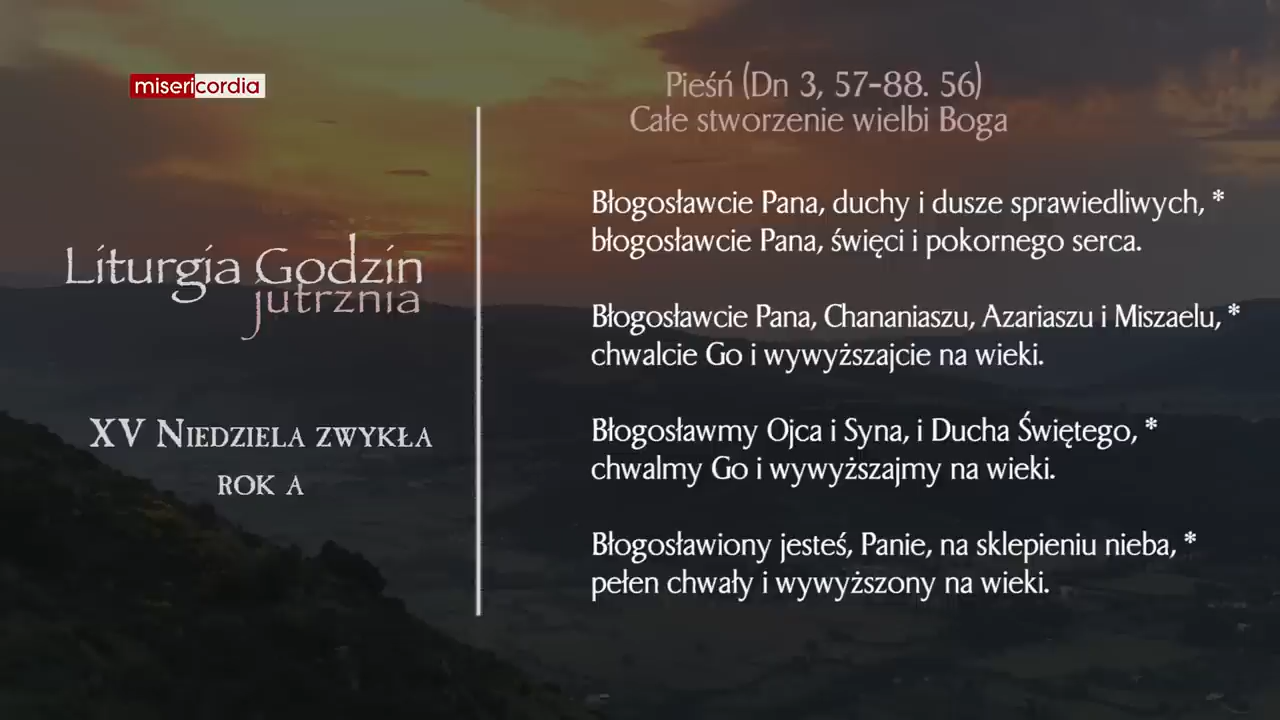 misericordia
Liturgia Godzin
jutrznia
XV Niedziela zwykła
rok A
Pieśń (Dn 3, 57-88. 56)
Całe stworzenie wielbi Boga
Błogosławcie Pana, duchy i dusze sprawiedliwych, *
błogosławcie Pana, święci i pokornego serca.
Błogosławcie Pana, Chananiaszu, Azariaszu i Miszaelu, *
chwalcie Go i wywyższajcie na wieki.
Błogosławmy Ojca i Syna, i Ducha Świętego, *
chwalmy Go i wywyższajmy na wieki.
Błogosławiony jesteś, Panie, na sklepieniu nieba, *
pełen chwały i wywyższony na wieki.